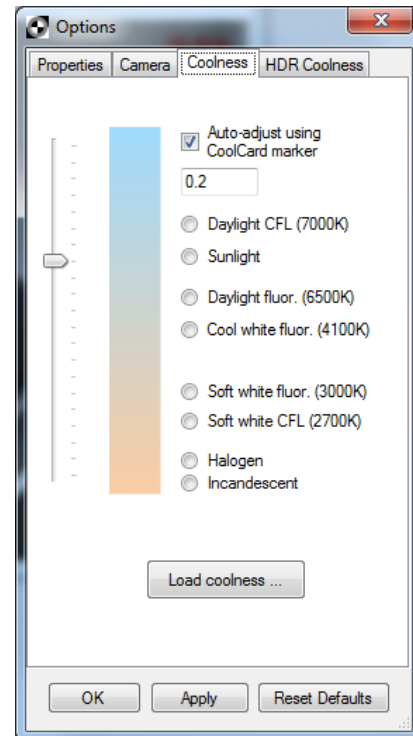 Options
Properties Camera Coolness HDR Coolness
Auto-adjust using
CoolCard marker
0.2
Daylight CFL (7000K)
Sunlight
Daylight fluor. (6500K)
Cool white fluor. (4100K)
Soft white fluor. (3000K)
Soft white CFL (2700K)
Halogen
Incandescent
Load coolness ...
OK Apply Reset Defaults